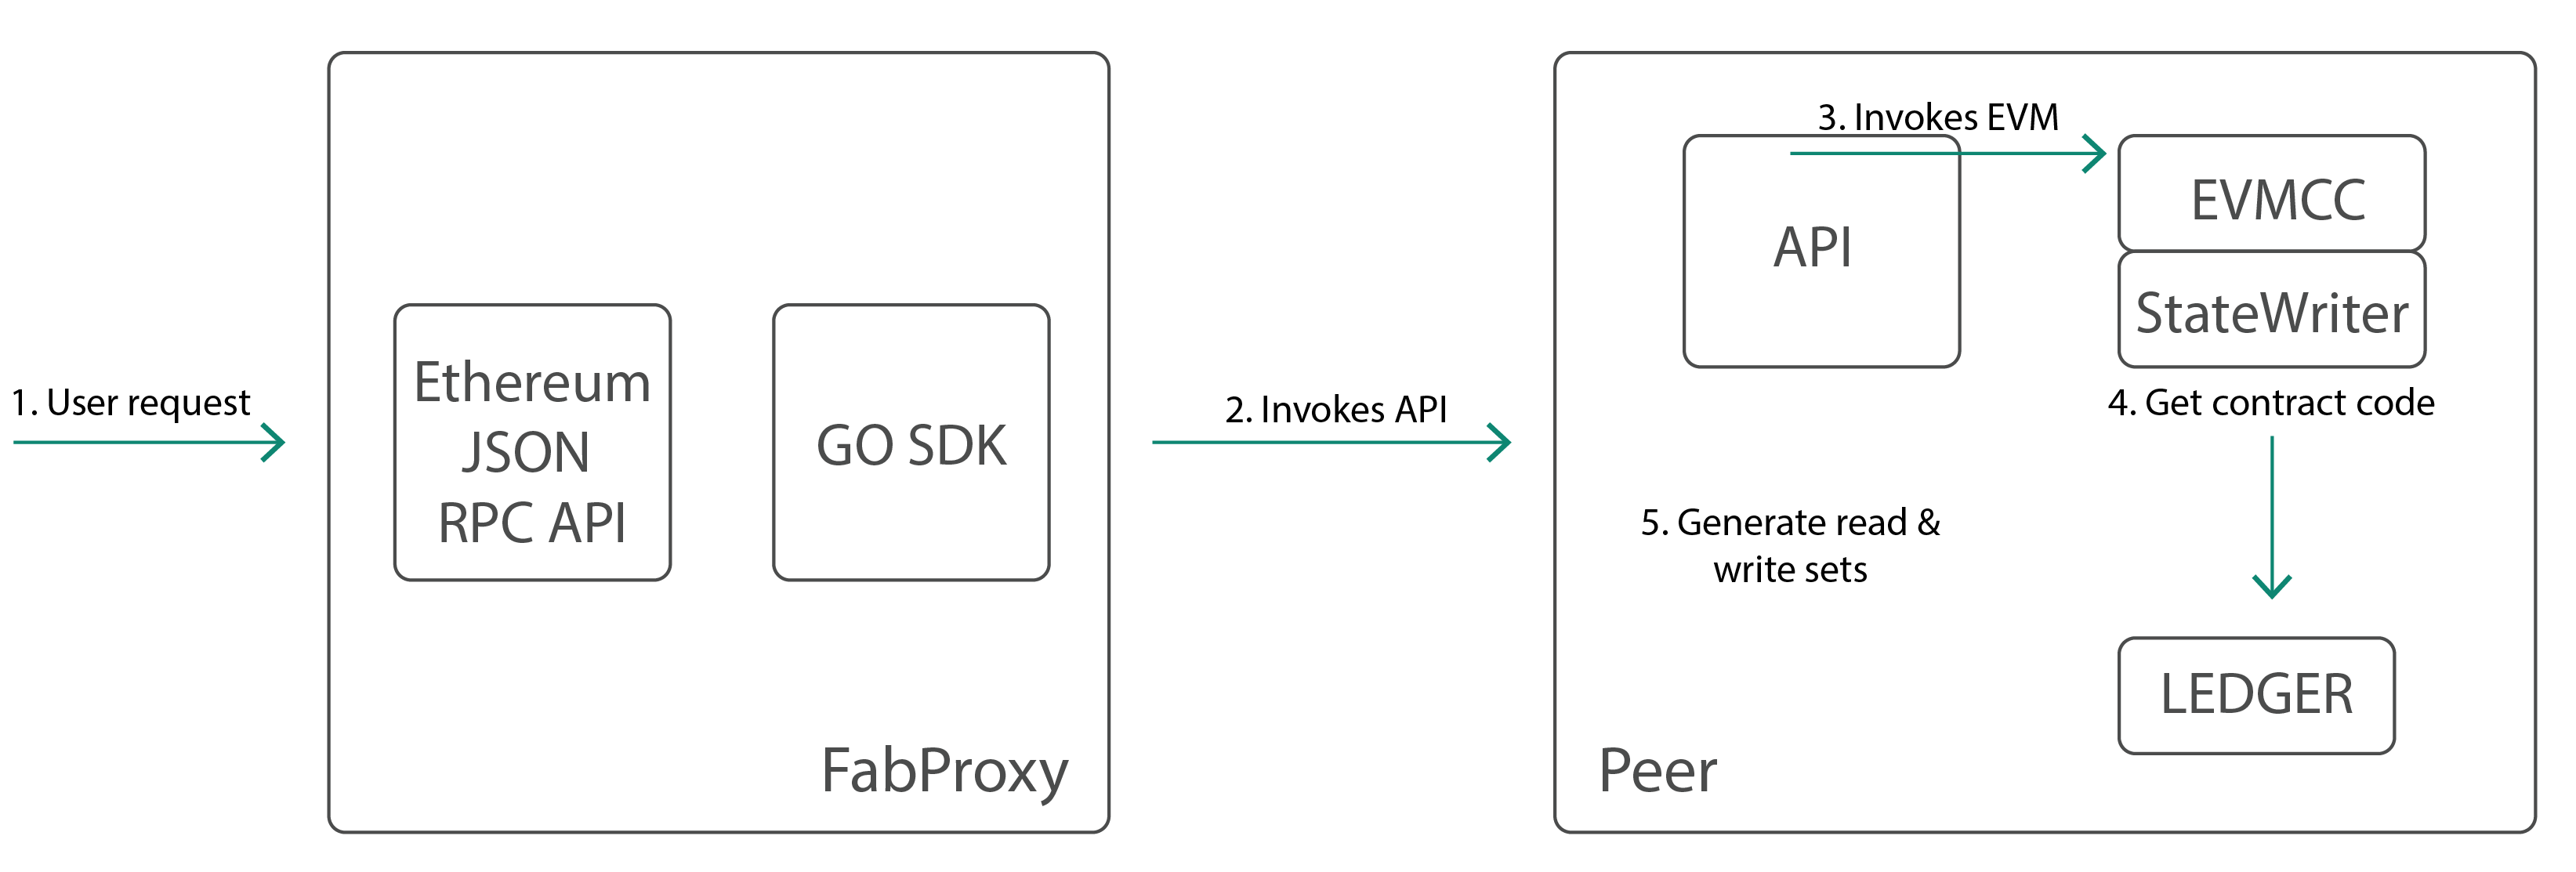 1. User request
Ethereum
JSON
RPC API
GO SDK
FabProxy
2. Invokes API
3. Invokes EVM
API
EVMCC
StateWriter
4. Get contract code
5. Generate read &
write sets
LEDGER
Peer